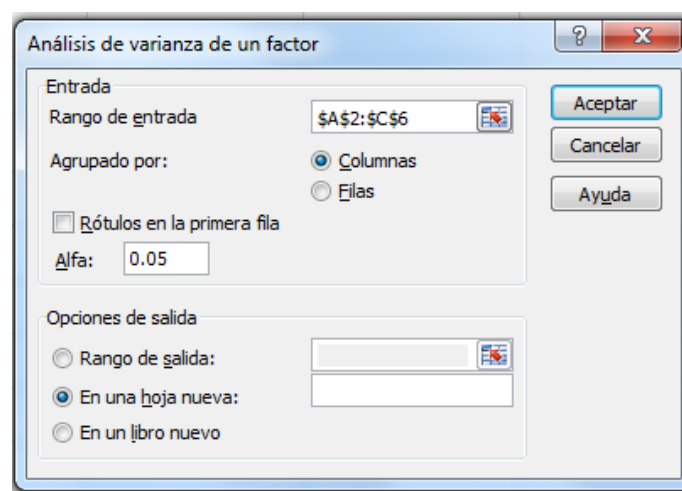 Análisis de varianza de un factor
Entrada
Rango de entrada
$A$2:$C$6
Aceptar
Cancelar
Agrupado por:
Columnas
Filas
Ayuda
Rótulos en la primera fila
Alfa:
0.05
Opciones de salida
Rango de salida:
En una hoja nueva:
En un libro nuevo